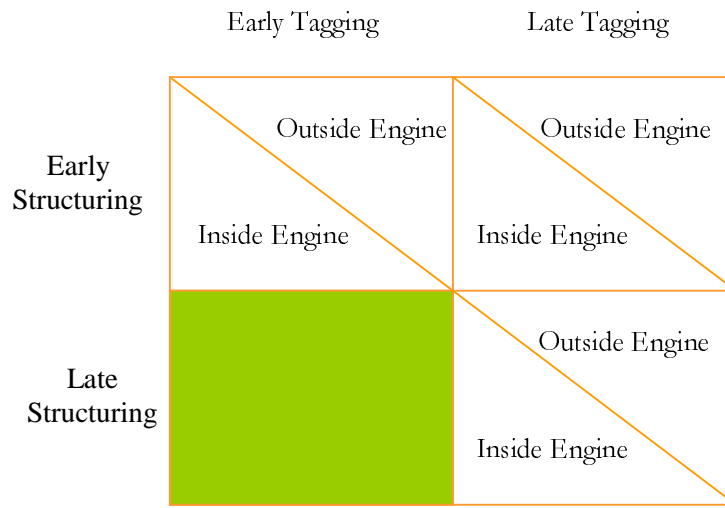 Early Tagging
Late Tagging
Outside Engine
Outside Engine
Early
Structuring
Inside Engine
Inside Engine
Outside Engine
Late
Structuring
Inside Engine